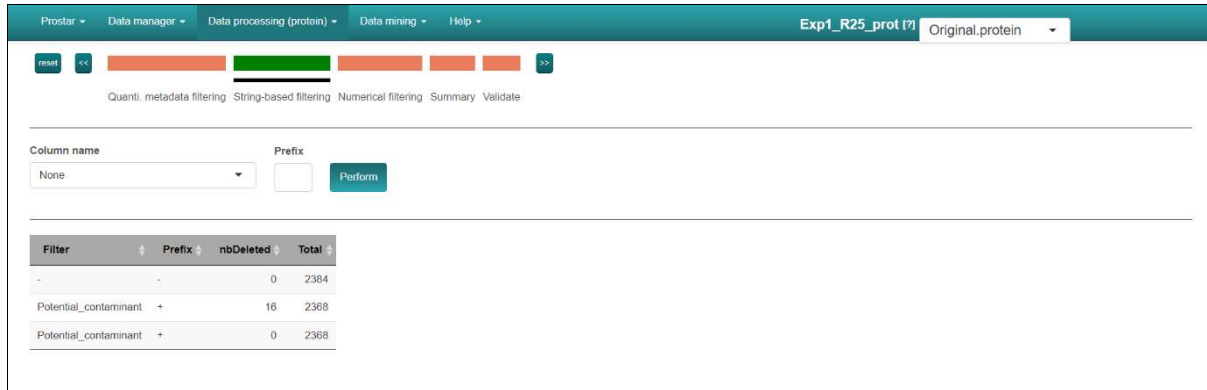 Prostar Data manager Data processing (protein) Data mining Help Exp1_R25_prot [?] Original.protein
reset << >>
Quanti. metadata filtering String-based filtering Numerical filtering Summary Validate
Column name Prefix
None Perform
Filter Prefix nbDeleted Total
- - 0 2384
Potential_contaminant + 16 2368
Potential_contaminant + 0 2368